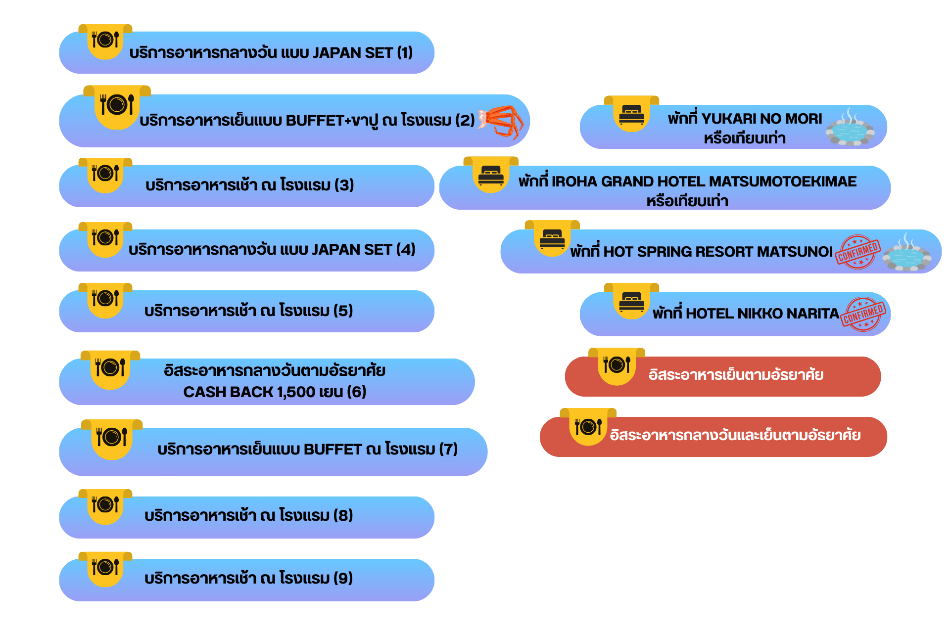 บริการอาหารกลางวัน แบบ JAPAN SET (1)
บริการอาหารเย็นแบบ BUFFET+ขาปู ณ โรงแรม (2)
บริการอาหารเช้า ณ โรงแรม (3)
บริการอาหารกลางวัน แบบ JAPAN SET (4)
บริการอาหารเช้า ณ โรงแรม (5)
อิสระอาหารกลางวันตามอัธยาศัย
CASH BACK 1,500 เยน (6)
บริการอาหารเย็นแบบ BUFFET ณ โรงแรม (7)
บริการอาหารเช้า ณ โรงแรม (8)
บริการอาหารเช้า ณ โรงแรม (9)
พักที่ YUKARI NO MORI
หรือเทียบเท่า
พักที่ IROHA GRAND HOTEL MATSUMOTOEKIMAE
หรือเทียบเท่า
พักที่ HOT SPRING RESORT MATSUNOI
CONFIRMED
พักที่ HOTEL NIKKO NARITA
CONFIRMED
อิสระอาหารเย็นตามอัธยาศัย
อิสระอาหารกลางวันและเย็นตามอัธยาศัย